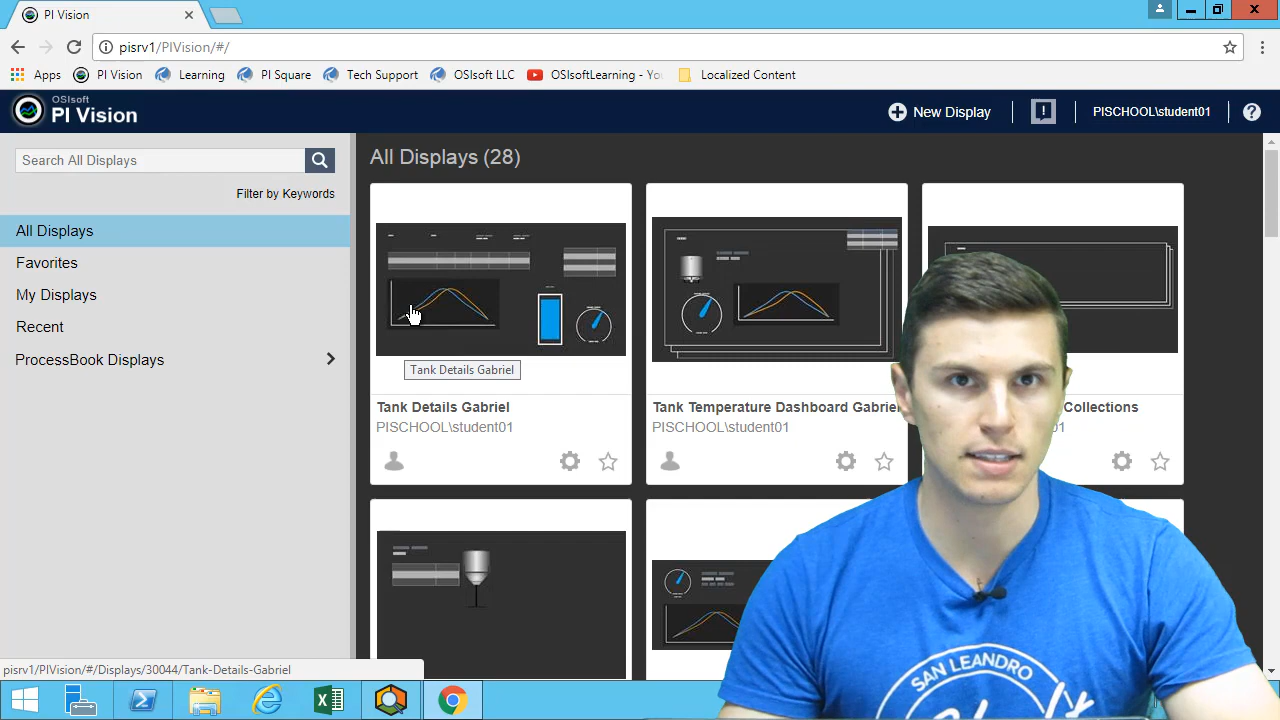 PI Vision
pisrv1/PIVision/#/
Apps
PI Vision
Learning
PI Square
Tech Support
OSIsoft LLC
OSIsoftLearning - Yo
Localized Content
OSIsoft
PI Vision
New Display
PISCHOOL\student01
Search All Displays
Filter by Keywords
All Displays
Favorites
My Displays
Recent
ProcessBook Displays
All Displays (28)
Tank Details Gabriel
Tank Details Gabriel
PISCHOOL\student01
Tank Temperature Dashboard Gabriel
PISCHOOL\student01
Collections
01
pisrv1/PIVision/#/Displays/30044/Tank-Details-Gabriel
SAN LEANDRO